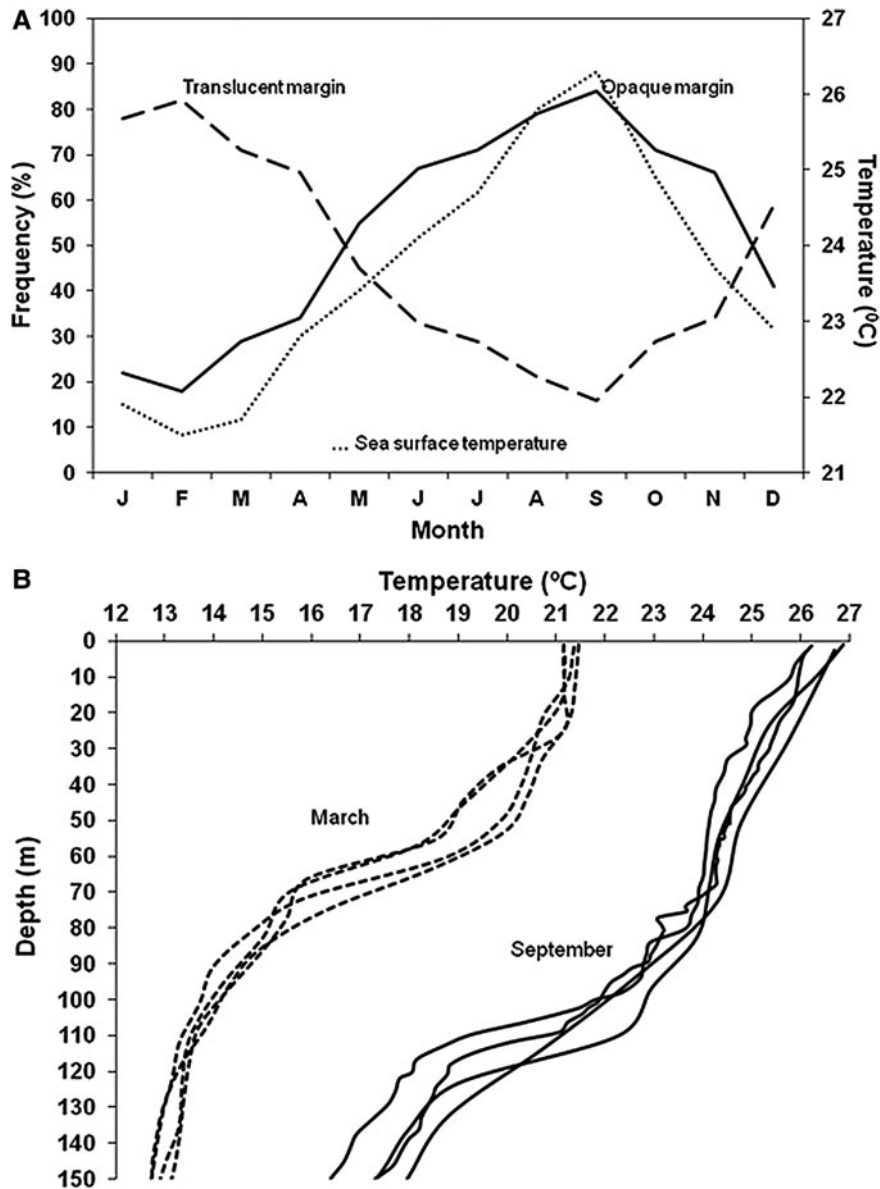 A
Frequency (%)
100
90
80
70
60
50
40
30
20
10
0
Translucent margin
Opaque margin
... Sea surface temperature
27
26
25
24
23
22
21
Temperature (⁰C)
J F M A M J J A S O N D
Month
B
Temperature (ºC)
12 13 14 15 16 17 18 19 20 21 22 23 24 25 26 27
Depth (m)
0
10
20
30
40
50
60
70
80
90
100
110
120
130
140
150
March
September